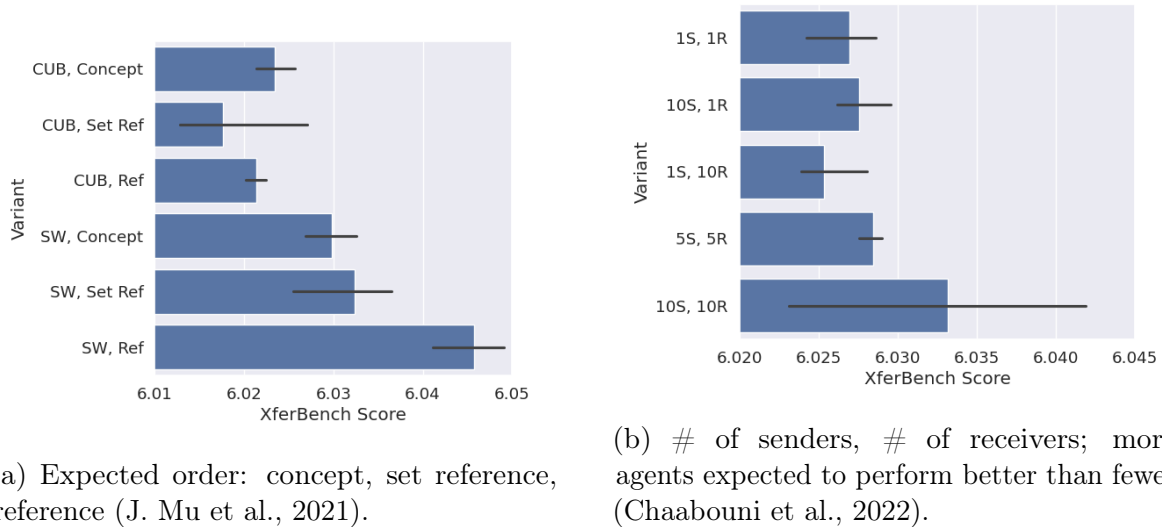 CUB, Concept
CUB, Set Ref
CUB, Ref
SW, Concept
SW, Set Ref
SW, Ref
Variant
6.01 6.02 6.03 6.04 6.05
XferBench Score
a) Expected order: concept, set reference,
reference (J. Mu et al., 2021).
1S, 1R
10S, 1R
1S, 10R
5S, 5R
10S, 10R
Variant
6.020 6.025 6.030 6.035 6.040 6.045
XferBench Score
(b) # of senders, # of receivers; mor
agents expected to perform better than fewe
(Chaabouni et al., 2022).